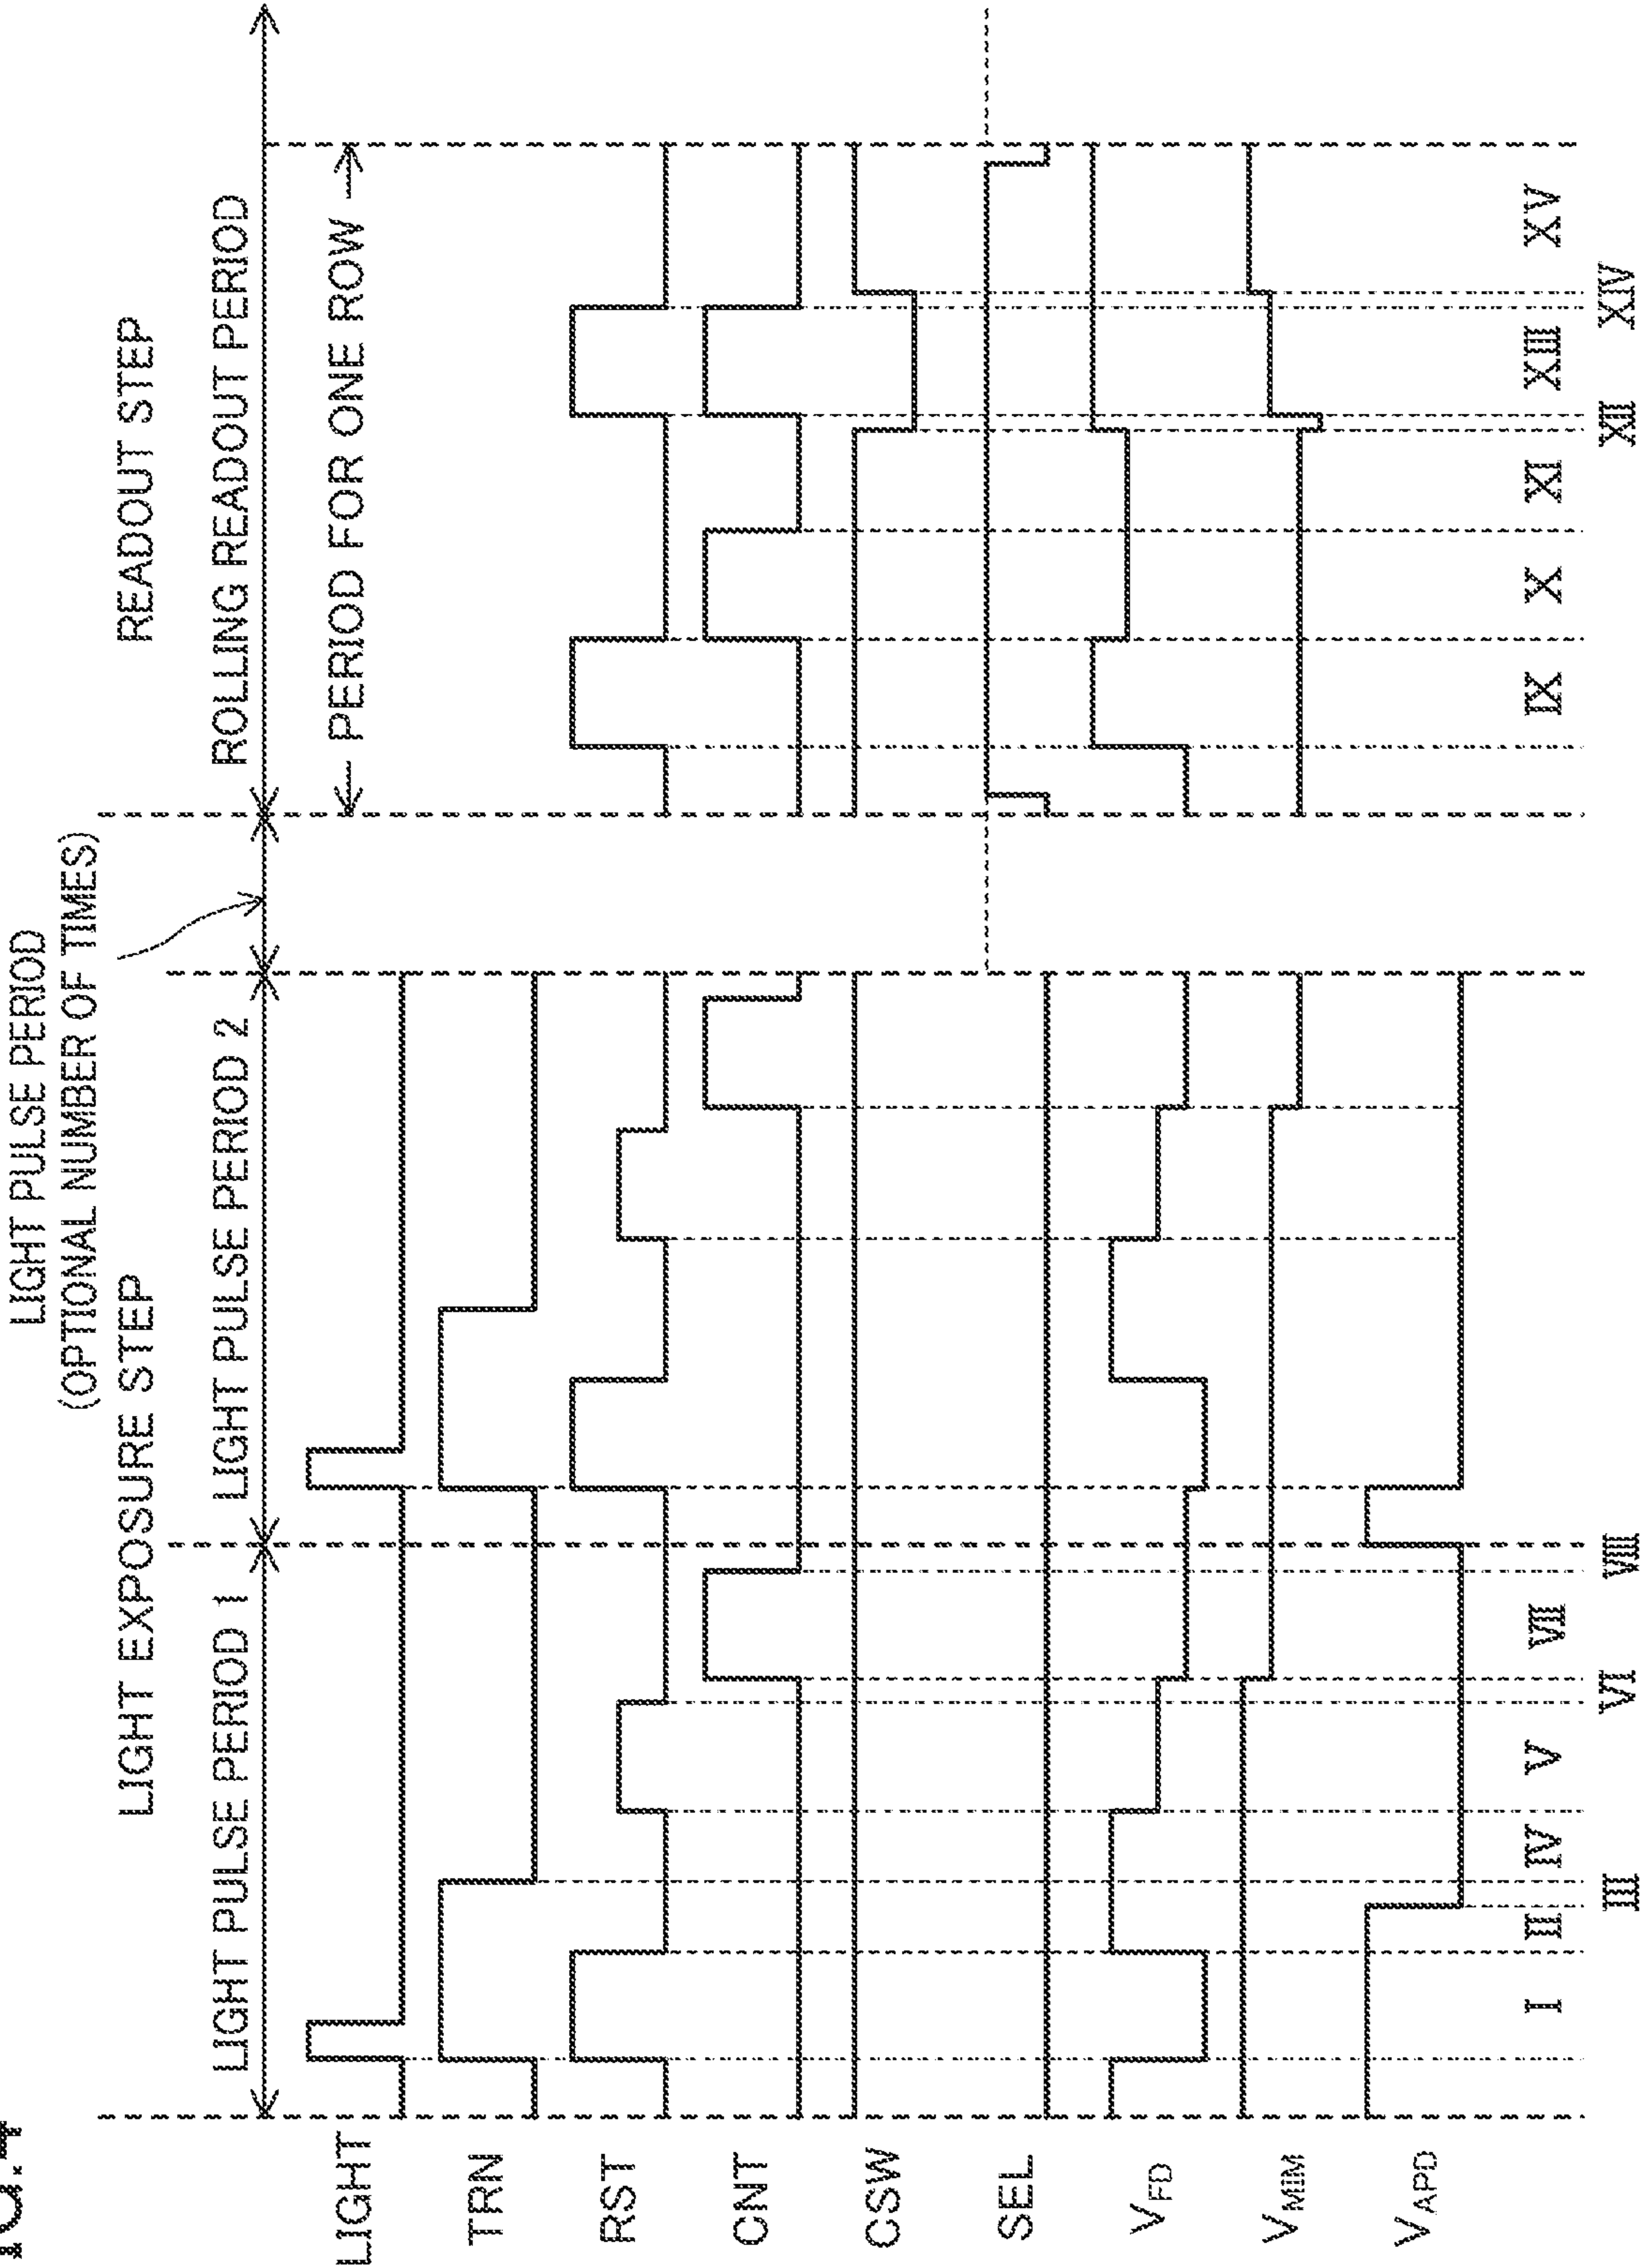 LIGHT PULSE PERIOD
(OPTIONAL NUMBER OF TIMES)
LIGHT EXPOSURE STEP
READOUT STEP
LIGHT PULSE PERIOD 1
LIGHT PULSE PERIOD 2
ROLLING READOUT PERIOD
PERIOD FOR ONE ROW
LIGHT
TRN
RST
CNT
CSW
SEL
VFD
VMIM
VAPD
I
II
III
IV
V
VI
VII
VIII
IX
X
XI
XII
XIII
XIV
XV